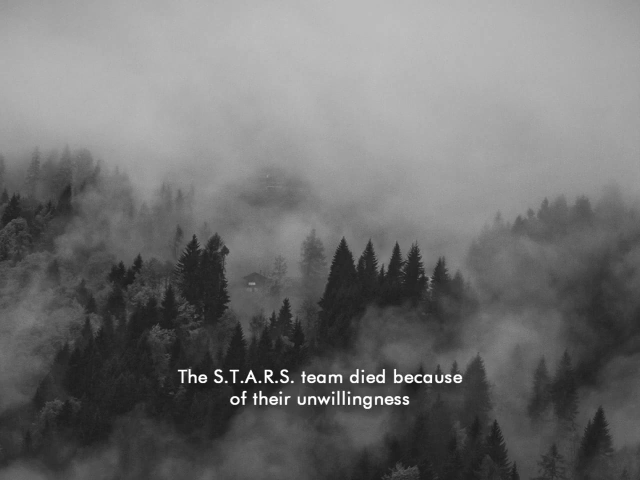 The S.T.A.R.S. team died because
of their unwillingness